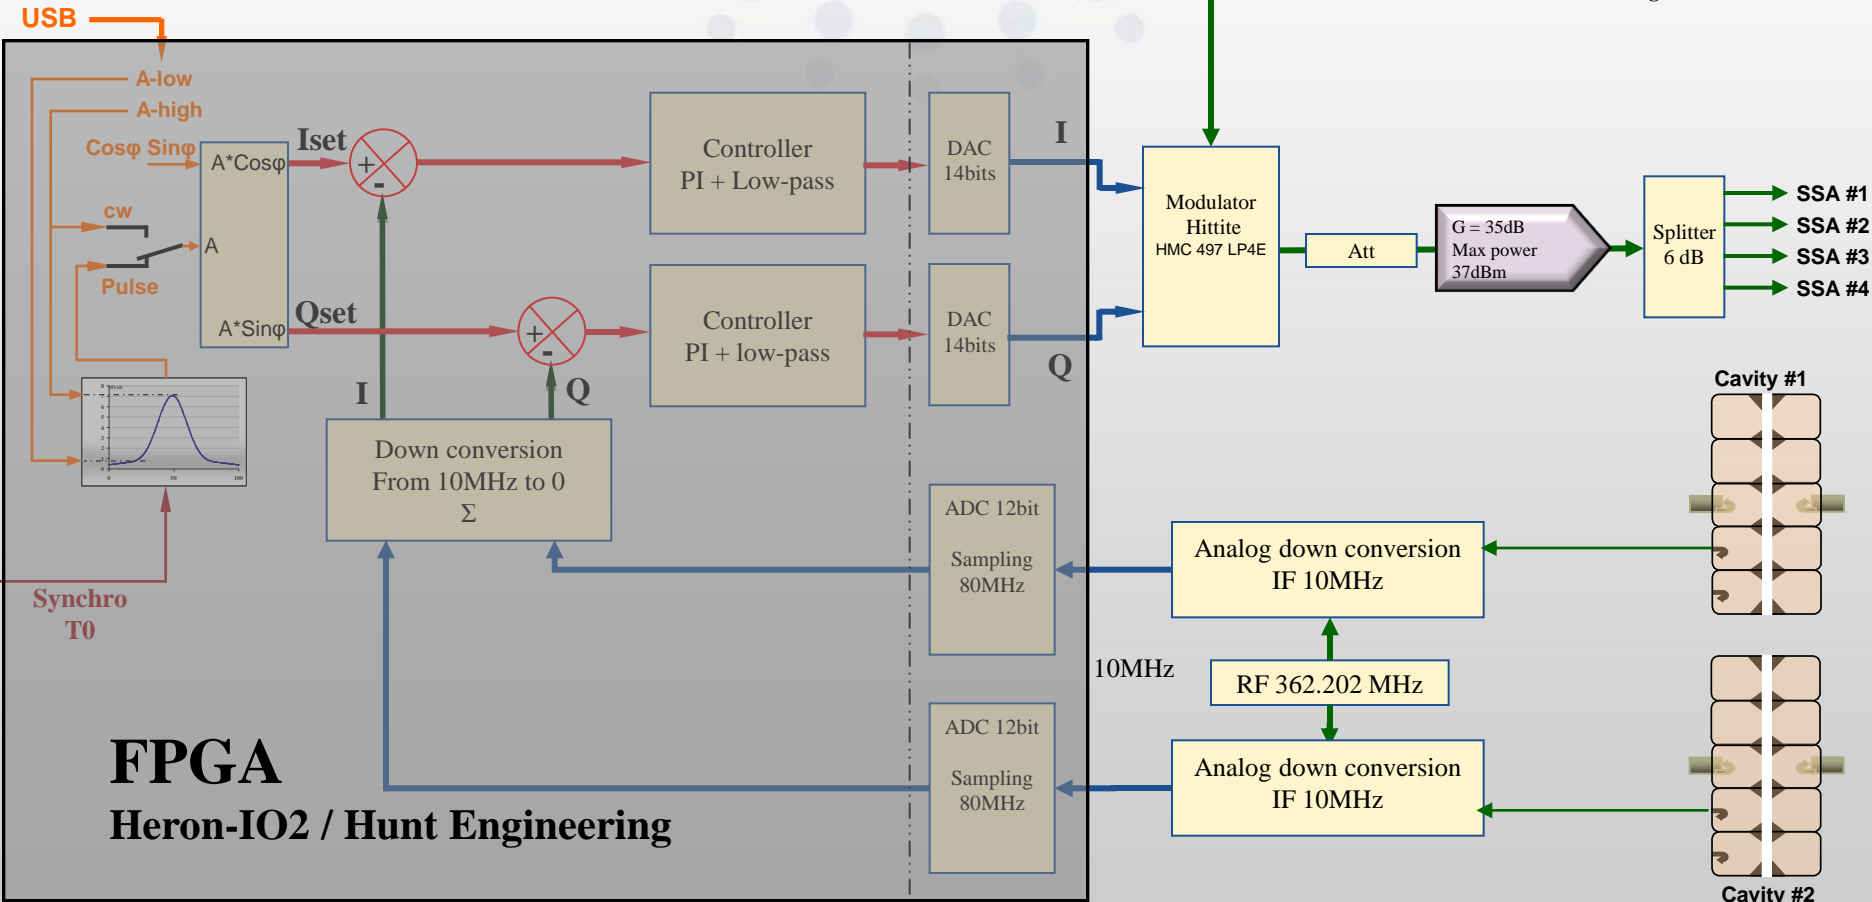 USB
A-low
A-high
Cosφ Sinφ
cw
Pulse
A*Cosφ
A
A*Sinφ
Iset
+
-
Qset
+
-
I
Q
Controller
PI + Low-pass
Controller
PI + low-pass
DAC
14bits
DAC
14bits
I
Q
Modulator
Hittite
HMC 497 LP4E
Att
G = 35dB
Max power
37dBm
Splitter
6 dB
SSA #1
SSA #2
SSA #3
SSA #4
Down conversion
From 10MHz to 0
Σ
0
50
100
Synchro
T0
ADC 12bit
Sampling
80MHz
ADC 12bit
Sampling
80MHz
Analog down conversion
IF 10MHz
10MHz
RF 362.202 MHz
Analog down conversion
IF 10MHz
Cavity #1
Cavity #2
FPGA
Heron-IO2 / Hunt Engineering